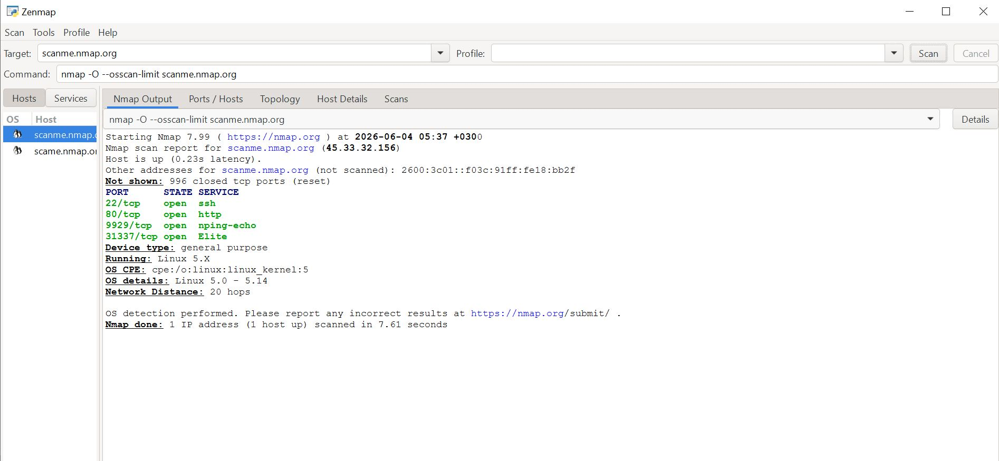 Zenmap
Scan Tools Profile Help
Target: scanme.nmap.org Profile: Scan Cancel
Command: nmap -O --osscan-limit scanme.nmap.org
Hosts Services Nmap Output Ports / Hosts Topology Host Details Scans
OS Host nmap -O --osscan-limit scanme.nmap.org Details
scanme.nmap.o
scame.nmap.or
Starting Nmap 7.99 ( https://nmap.org ) at 2026-06-04 05:37 +0300
Nmap scan report for scanme.nmap.org (45.33.32.156)
Host is up (0.23s latency).
Other addresses for scanme.nmap.org (not scanned): 2600:3c01::f03c:91ff:fe18:bb2f
Not shown: 996 closed tcp ports (reset)
PORT STATE SERVICE
22/tcp open ssh
80/tcp open http
9929/tcp open nping-echo
31337/tcp open Elite
Device type: general purpose
Running: Linux 5.X
OS CPE: cpe:/o:linux:linux_kernel:5
OS details: Linux 5.0 - 5.14
Network Distance: 20 hops
OS detection performed. Please report any incorrect results at https://nmap.org/submit/ .
Nmap done: 1 IP address (1 host up) scanned in 7.61 seconds